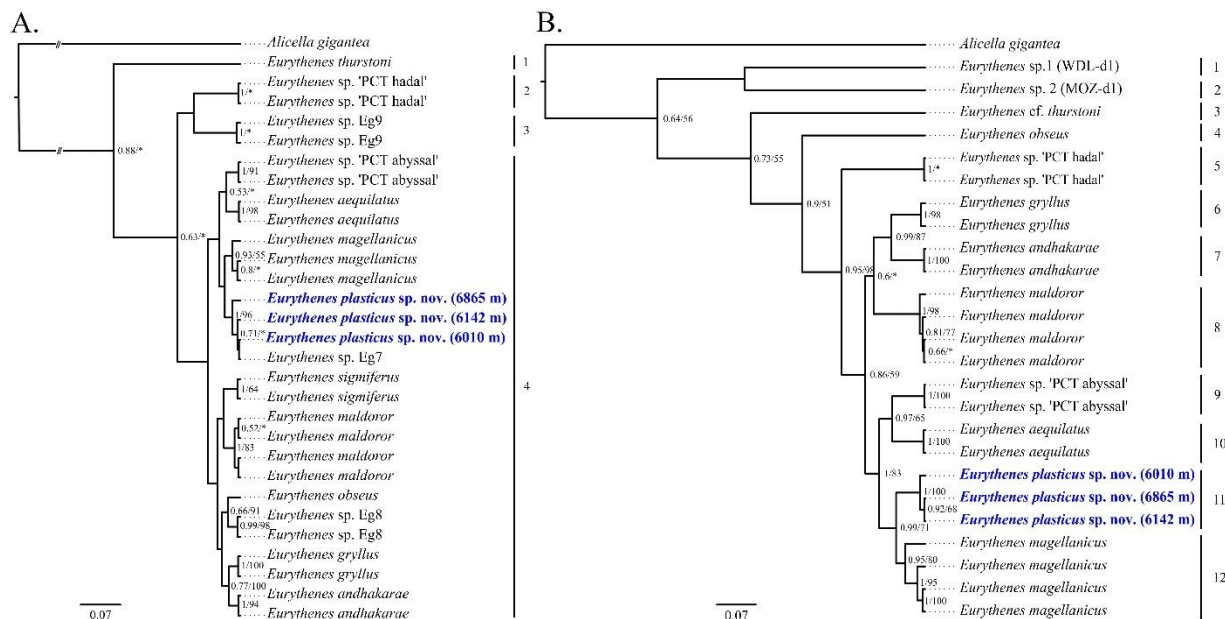 A.
Alicella gigantea
Eurythenes thurstoni
1
Eurythenes sp. 'PCT hadal'
1/*
2
Eurythenes sp. 'PCT hadal'
Eurythenes sp. Eg9
1/*
3
Eurythenes sp. Eg9
0.88/*
Eurythenes sp. 'PCT abyssal'
1/91
Eurythenes sp. 'PCT abyssal'
0.53/*
Eurythenes aequilatus
1/98
Eurythenes aequilatus
0.63/*
Eurythenes magellanicus
0.93/55
Eurythenes magellanicus
0.8/*
Eurythenes magellanicus
Eurythenes plasticus sp. nov. (6865 m)
1/96
Eurythenes plasticus sp. nov. (6142 m)
0.71/*
Eurythenes plasticus sp. nov. (6010 m)
Eurythenes sp. Eg7
4
Eurythenes sigmiferus
1/64
Eurythenes sigmiferus
Eurythenes maldoror
0.52/*
Eurythenes maldoror
1/83
Eurythenes maldoror
Eurythenes maldoror
Eurythenes obseus
0.66/91
Eurythenes sp. Eg8
0.99/98
Eurythenes sp. Eg8
Eurythenes gryllus
1/100
Eurythenes gryllus
0.77/100
Eurythenes andhakarae
1/94
Eurythenes andhakarae
0.07
B.
Alicella gigantea
Eurythenes sp.1 (WDL-d1)
1
Eurythenes sp. 2 (MOZ-d1)
2
0.64/56
Eurythenes cf. thurstoni
3
Eurythenes obseus
4
0.73/55
Eurythenes sp. 'PCT hadal'
1/*
5
Eurythenes sp. 'PCT hadal'
0.9/51
Eurythenes gryllus
1/98
6
Eurythenes gryllus
0.99/87
Eurythenes andhakarae
1/100
7
Eurythenes andhakarae
0.95/98
0.6/*
Eurythenes maldoror
1/98
Eurythenes maldoror
8
0.81/77
Eurythenes maldoror
0.66/*
Eurythenes maldoror
0.86/59
Eurythenes sp. 'PCT abyssal'
1/100
9
Eurythenes sp. 'PCT abyssal'
0.97/65
Eurythenes aequilatus
1/100
10
Eurythenes aequilatus
1/83
Eurythenes plasticus sp. nov. (6010 m)
1/100
Eurythenes plasticus sp. nov. (6865 m)
11
0.92/68
Eurythenes plasticus sp. nov. (6142 m)
0.99/71
Eurythenes magellanicus
0.95/80
Eurythenes magellanicus
12
1/95
Eurythenes magellanicus
1/100
Eurythenes magellanicus
0.07